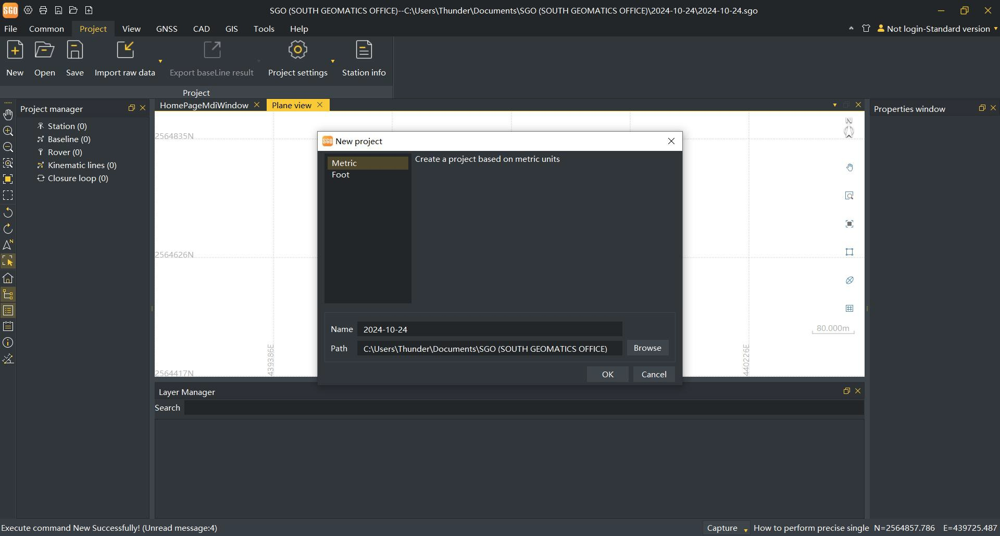 SGO
SGO (SOUTH GEOMATICS OFFICE)--C:\Users\Thunder\Documents\SGO (SOUTH GEOMATICS OFFICE)\2024-10-24\2024-10-24.sgo
File Common Project View GNSS CAD GIS Tools Help
Not login-Standard version
New Open Save Import raw data Export baseLine result Project settings Station info
Project
Project manager
Station (0)
Baseline (0)
Rover (0)
Kinematic lines (0)
Closure loop (0)
HomePageMdiWindow Plane view
Properties window
2564835N
N
2564626N
2564417N
439386E
440226E
80.000m
SGO New project
Metric
Foot
Create a project based on metric units
Name 2024-10-24
Path C:\Users\Thunder\Documents\SGO (SOUTH GEOMATICS OFFICE) Browse
OK Cancel
Layer Manager
Search
Execute command New Successfully! (Unread message:4)
Capture How to perform precise single N=2564857.786 E=439725.487